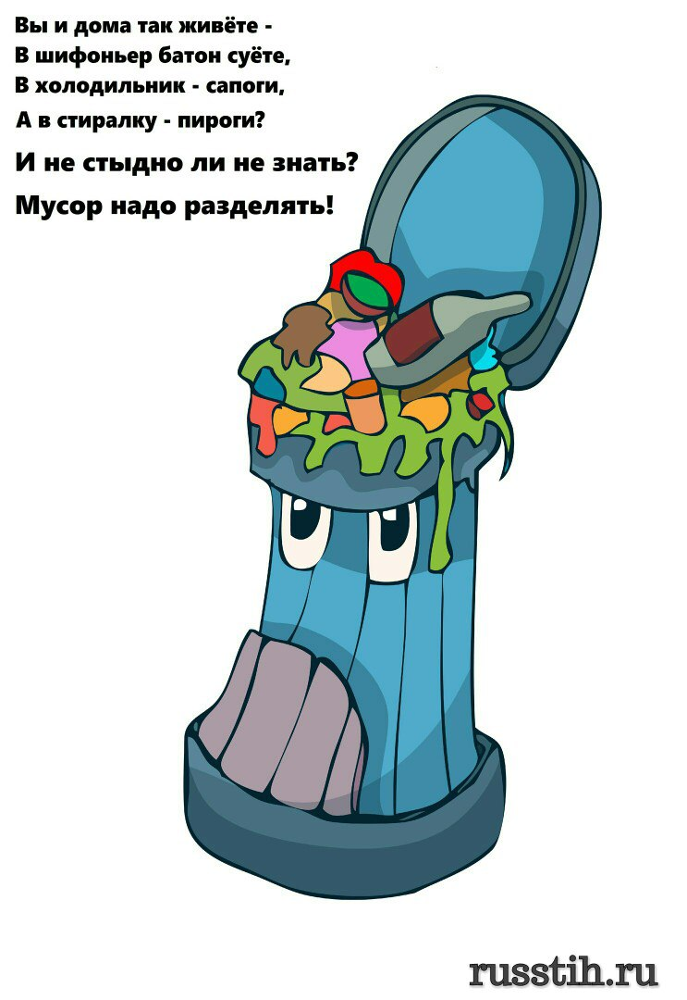 Вы и дома так живёте -
В шифоньер батон суёте,
В холодильник - сапоги,
А в стиралку - пироги?
И не стыдно ли не знать?
Мусор надо разделять!
russtih.ru